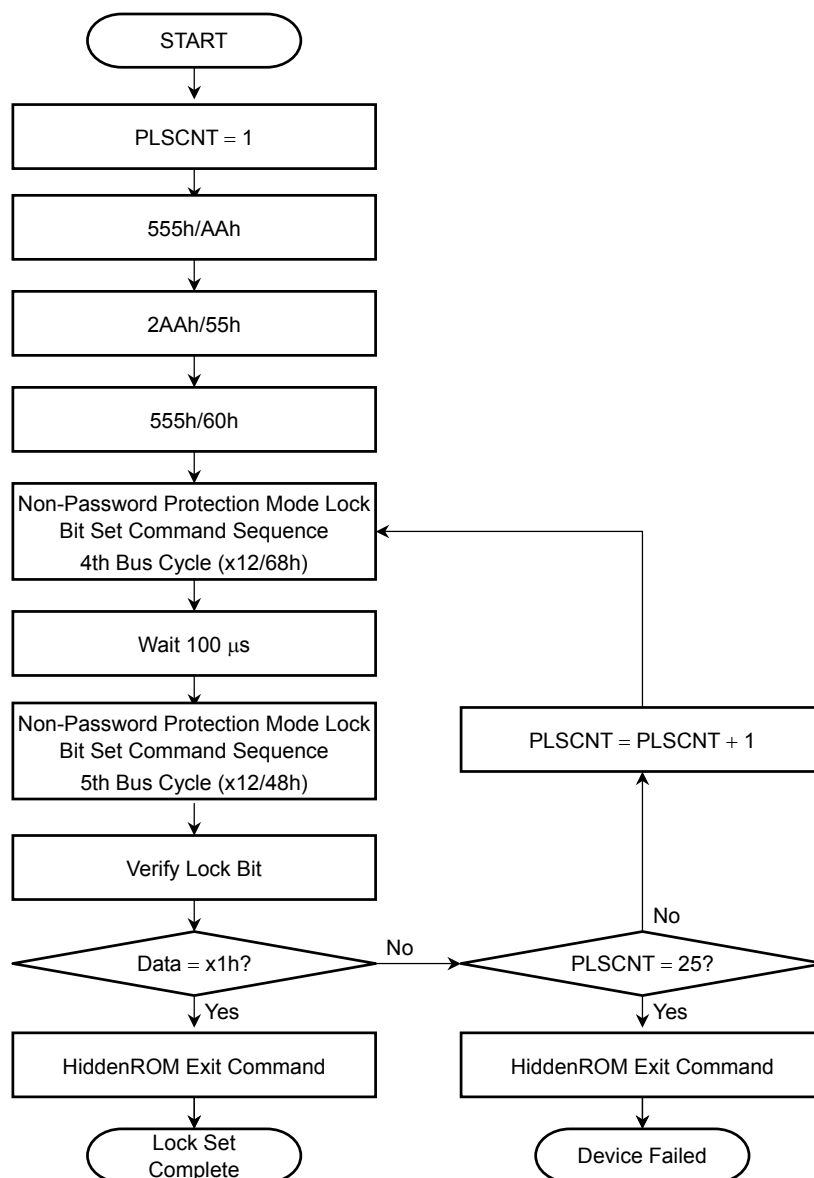 START
PLSCNT = 1
555h/AAh
2AAh/55h
555h/60h
Non-Password Protection Mode Lock
Bit Set Command Sequence
4th Bus Cycle (x12/68h)
Wait 100 μs
Non-Password Protection Mode Lock
Bit Set Command Sequence
5th Bus Cycle (x12/48h)
PLSCNT = PLSCNT + 1
Verify Lock Bit
Data = x1h?
No
PLSCNT = 25?
No
Yes
Yes
HiddenROM Exit Command
HiddenROM Exit Command
Lock Set
Complete
Device Failed